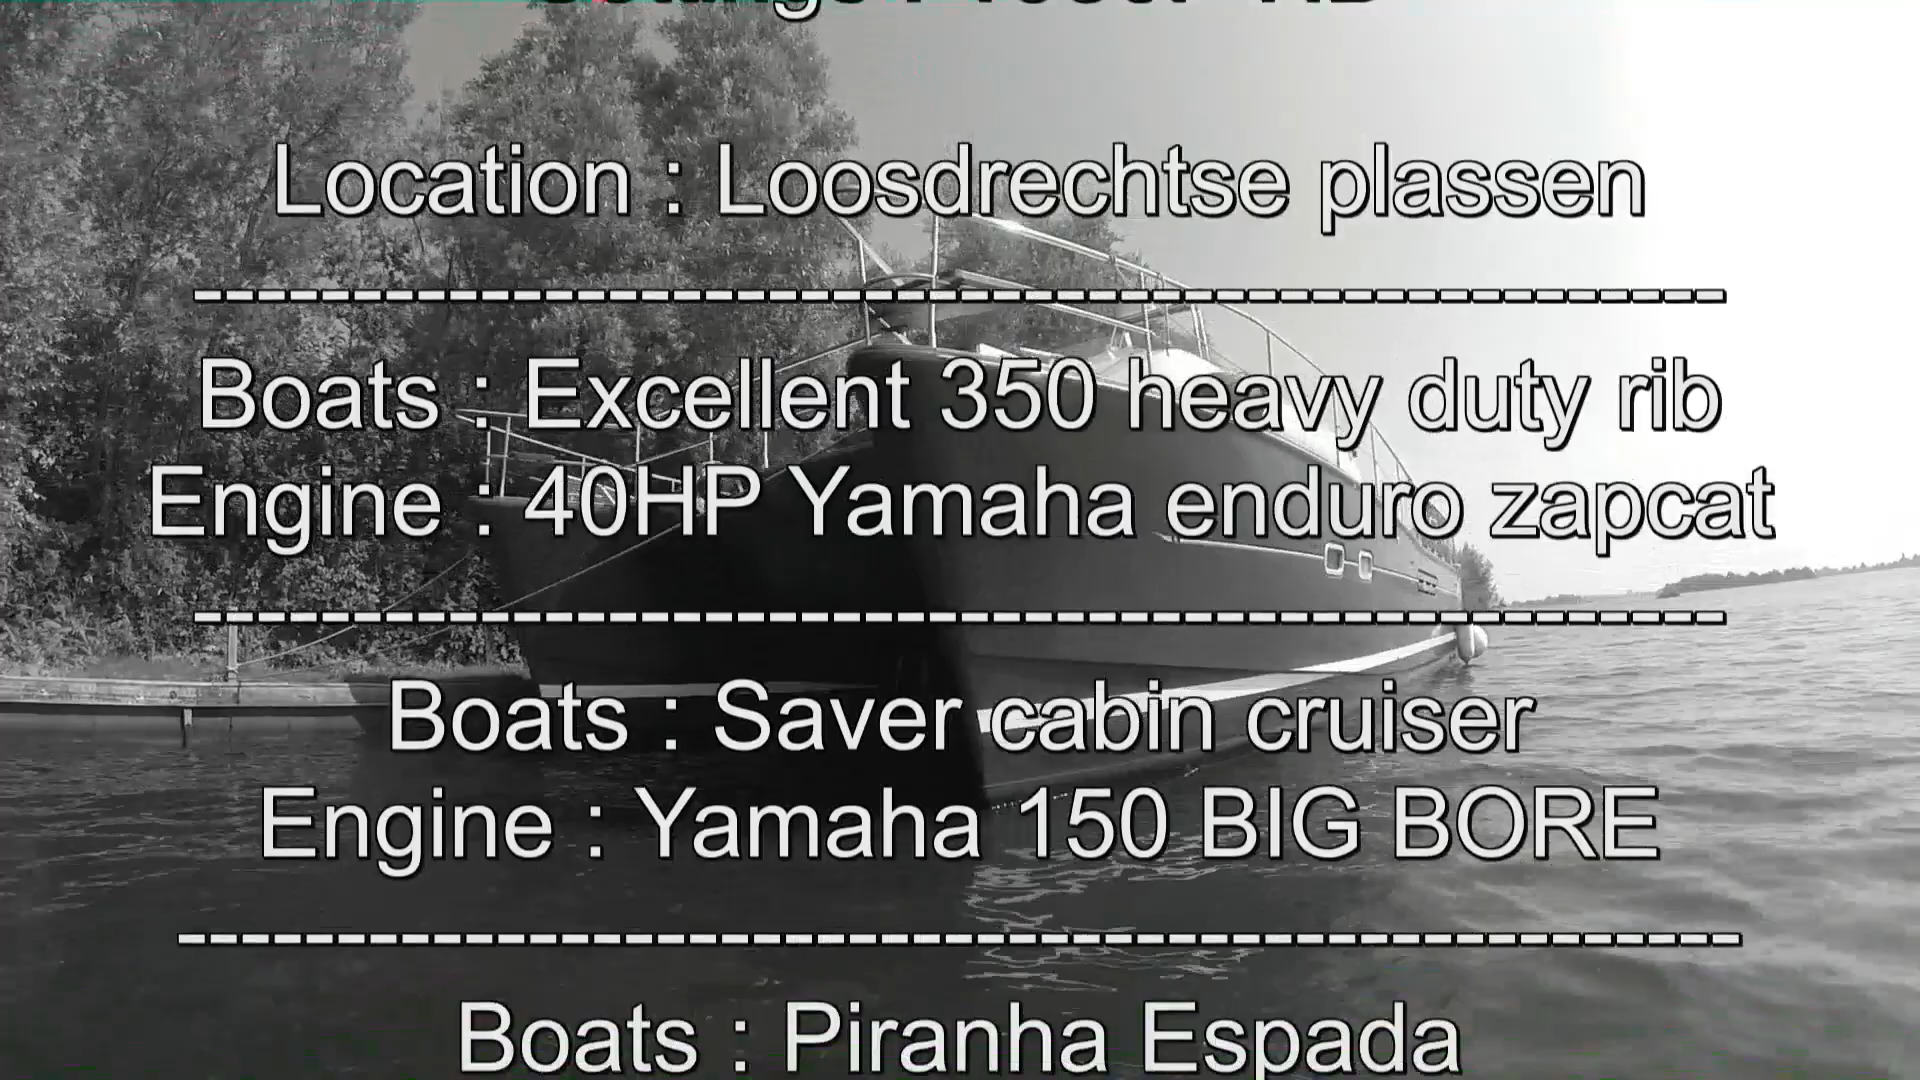 Location : Loosdrechtse plassen
------------------------------------------------
Boats : Excellent 350 heavy duty rib
Engine : 40HP Yamaha enduro zapcat
------------------------------------------------
Boats : Saver cabin cruiser
Engine : Yamaha 150 BIG BORE
-------------------------------------------------
Boats : Piranha Espada